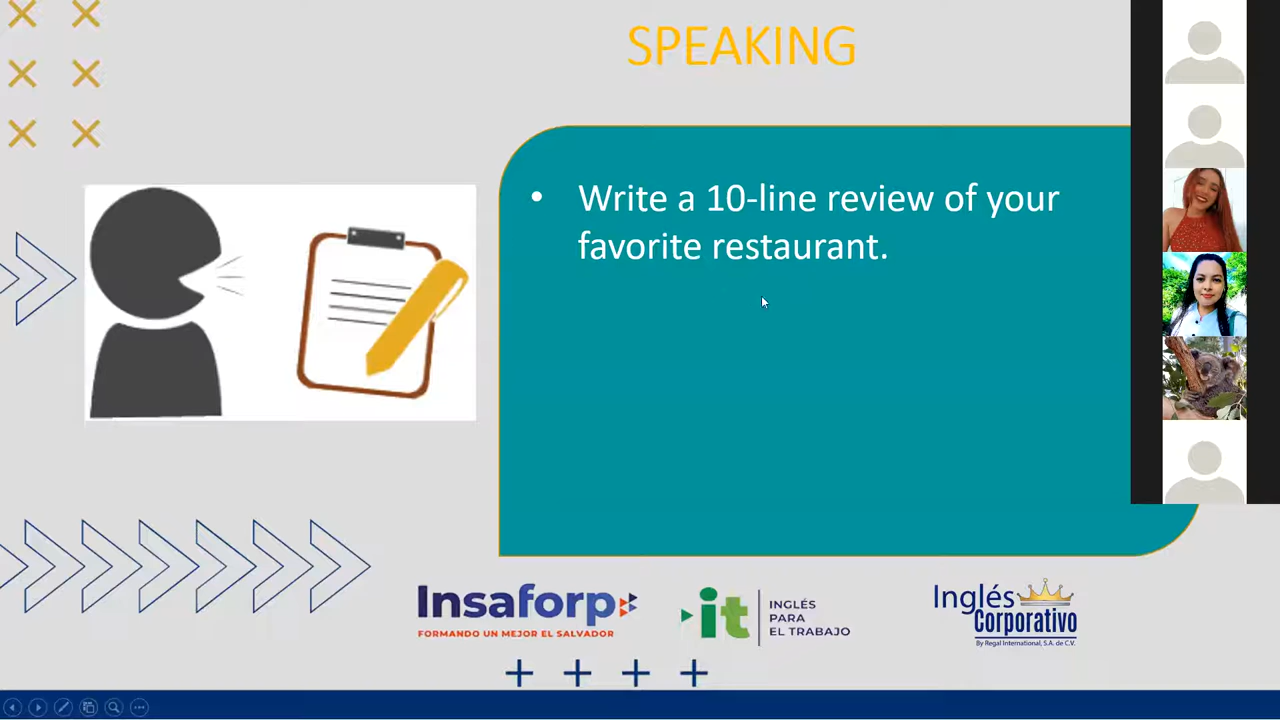 SPEAKING
• Write a 10-line review of your
favorite restaurant.
Insaforp
FORMANDO UN MEJOR EL SALVADOR
it
INGLÉS
PARA
EL TRABAJO
Inglés
Corporativo
By Regal International, S.A. de C.V.